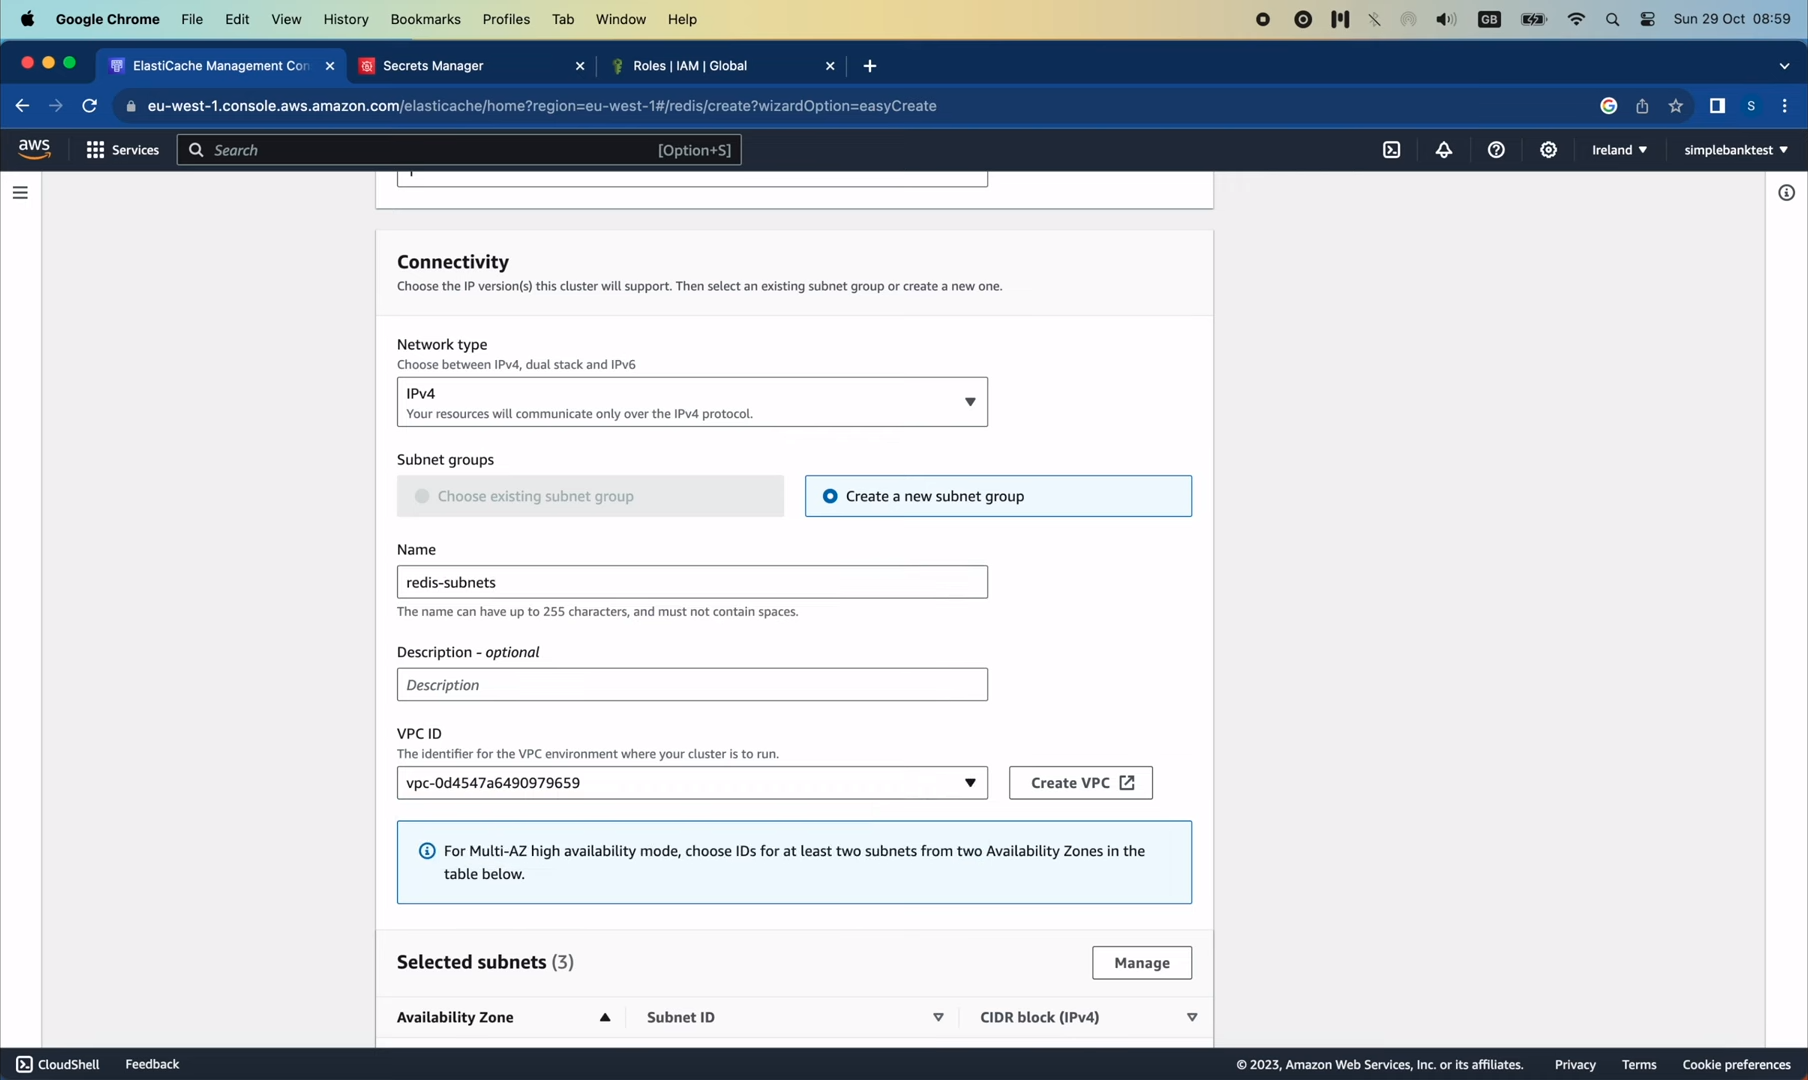 Google Chrome File Edit View History Bookmarks Profiles Tab Window Help GB Sun 29 Oct 08:59
ElastiCache Management Con Secrets Manager Roles | IAM | Global
eu-west-1.console.aws.amazon.com/elasticache/home?region=eu-west-1#/redis/create?wizardOption=easyCreate S
aws Services Search [Option+S] Ireland simplebanktest
Connectivity
Choose the IP version(s) this cluster will support. Then select an existing subnet group or create a new one.
Network type
Choose between IPv4, dual stack and IPv6
IPv4
Your resources will communicate only over the IPv4 protocol.
Subnet groups
Choose existing subnet group Create a new subnet group
Name
redis-subnets
The name can have up to 255 characters, and must not contain spaces.
Description - optional
Description
VPC ID
The identifier for the VPC environment where your cluster is to run.
vpc-0d4547a6490979659 Create VPC
For Multi-AZ high availability mode, choose IDs for at least two subnets from two Availability Zones in the
table below.
Selected subnets (3) Manage
Availability Zone Subnet ID CIDR block (IPv4)
CloudShell Feedback © 2023, Amazon Web Services, Inc. or its affiliates. Privacy Terms Cookie preferences